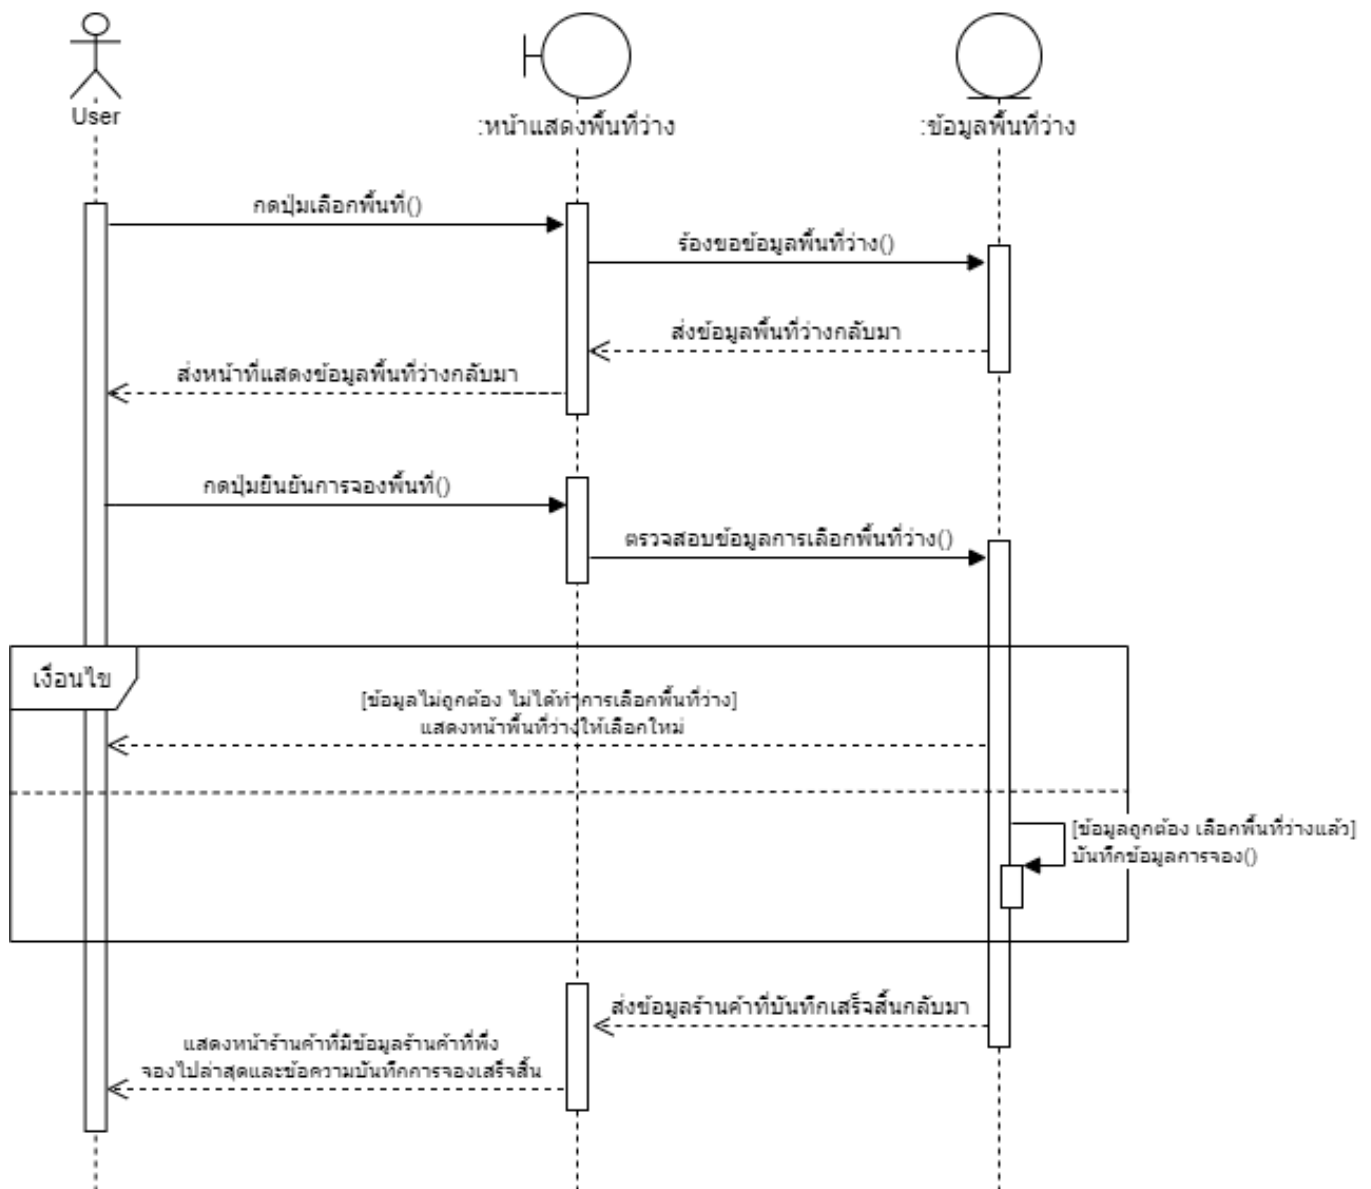 User
:หน้าแสดงพื้นที่ว่าง
:ข้อมูลพื้นที่ว่าง
กดปุ่มเลือกพื้นที่()
ร้องขอข้อมูลพื้นที่ว่าง()
ส่งข้อมูลพื้นที่ว่างกลับมา
ส่งหน้าที่แสดงข้อมูลพื้นที่ว่างกลับมา
กดปุ่มยืนยันการจองพื้นที่()
ตรวจสอบข้อมูลการเลือกพื้นที่ว่าง()
เงื่อนไข
[ข้อมูลไม่ถูกต้อง ไม่ได้ทำการเลือกพื้นที่ว่าง]
แสดงหน้าพื้นที่ว่างให้เลือกใหม่
[ข้อมูลถูกต้อง เลือกพื้นที่ว่างแล้ว]
บันทึกข้อมูลการจอง()
ส่งข้อมูลร้านค้าที่บันทึกเสร็จสิ้นกลับมา
แสดงหน้าร้านค้าที่มีข้อมูลร้านค้าที่พึ่ง
จองไปล่าสุดและข้อความบันทึกการจองเสร็จสิ้น